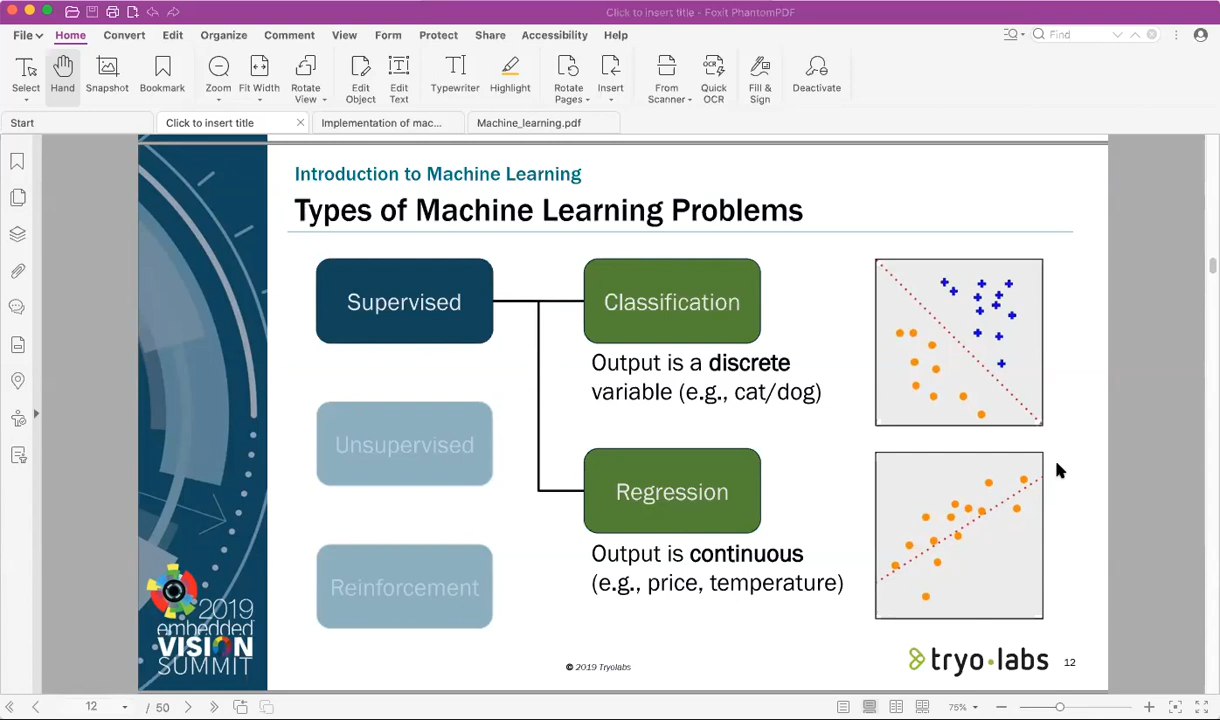 Click to insert title - Foxit PhantomPDF
File Home Convert Edit Organize Comment View Form Protect Share Accessibility Help Find
Select Hand Snapshot Bookmark Zoom Fit Width Rotate View Edit Object Edit Text Typewriter Highlight Rotate Pages Insert From Scanner OCR Quick OCR Fill & Sign Deactivate
Start Click to insert title Implementation of mac... Machine_learning.pdf
Introduction to Machine Learning
Types of Machine Learning Problems
Supervised
Classification
Output is a discrete
variable (e.g., cat/dog)
Unsupervised
Regression
Output is continuous
(e.g., price, temperature)
Reinforcement
2019
embedded
VISION
SUMMIT
© 2019 Tryolabs
tryo·labs
12
12 / 50
75%